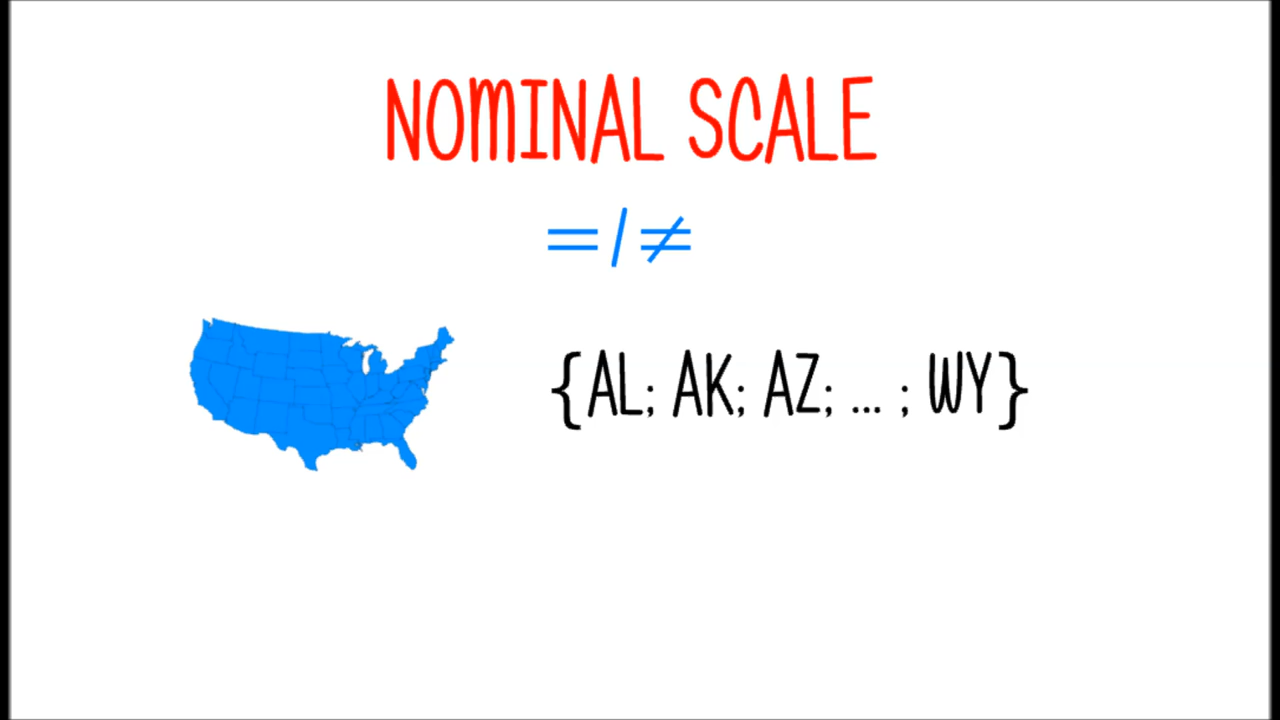 NOMINAL SCALE
=/≠
{AL; AK; AZ; ... ; WY}